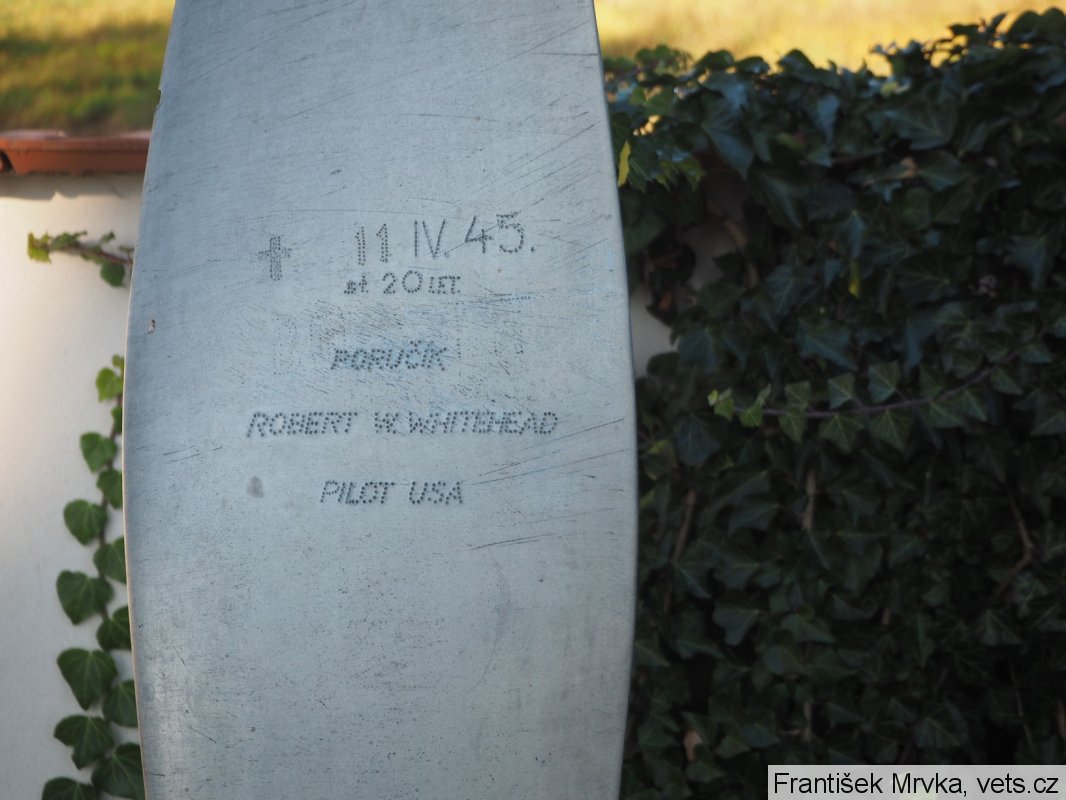 ✝ 11 IV. 45.
st 20 LET.
PORUČÍK
ROBERT W. WHITEHEAD
PILOT USA
František Mrvka, vets.cz